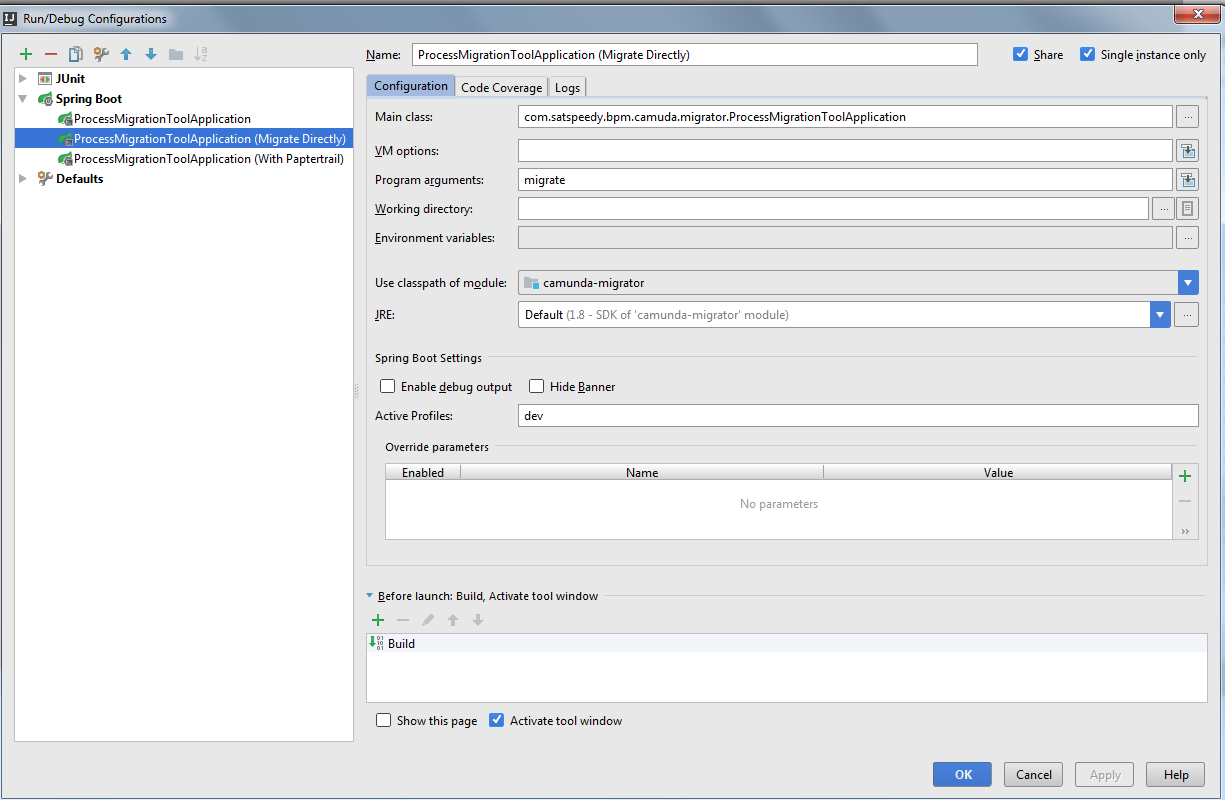 Run/Debug Configurations
JUnit
Spring Boot
ProcessMigrationToolApplication
ProcessMigrationToolApplication (Migrate Directly)
ProcessMigrationToolApplication (With Paptertrail)
Defaults
Name: ProcessMigrationToolApplication (Migrate Directly) Share Single instance only
Configuration Code Coverage Logs
Main class: com.satspeedy.bpm.camuda.migrator.ProcessMigrationToolApplication ...
VM options:
Program arguments: migrate
Working directory: ...
Environment variables: ...
Use classpath of module: camunda-migrator
JRE: Default (1.8 - SDK of 'camunda-migrator' module) ...
Spring Boot Settings
Enable debug output Hide Banner
Active Profiles: dev
Override parameters
Enabled Name Value
No parameters
Before launch: Build, Activate tool window
Build
Show this page Activate tool window
OK Cancel Apply Help